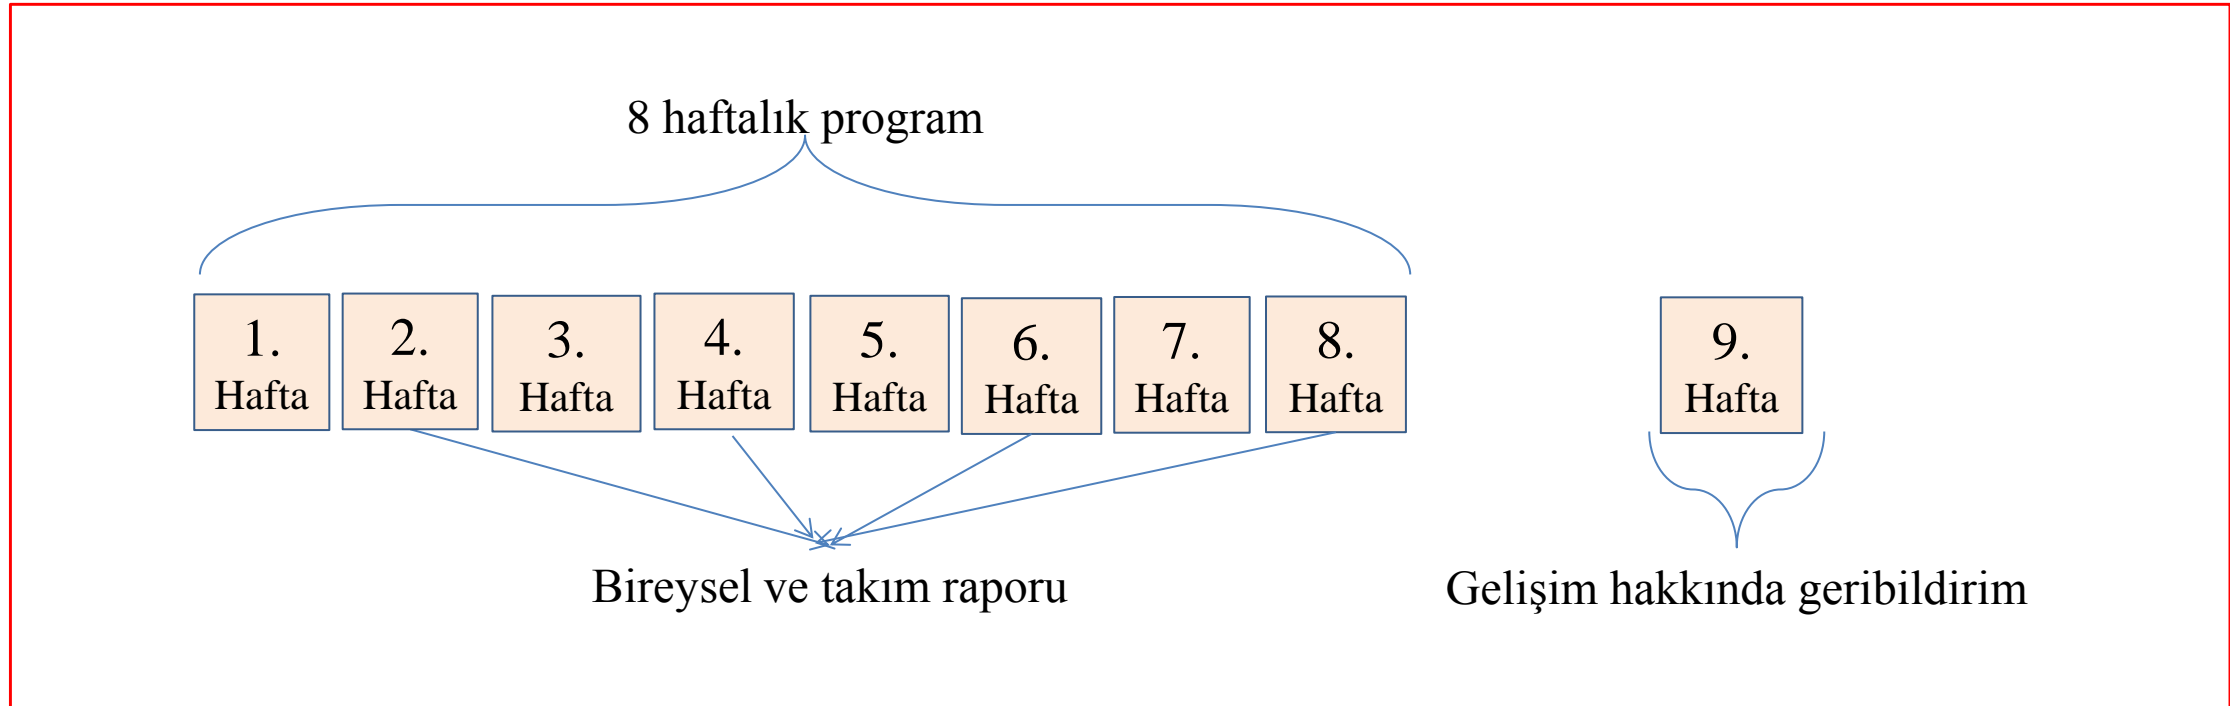 8 haftalık program
1.
Hafta
2.
Hafta
3.
Hafta
4.
Hafta
5.
Hafta
6.
Hafta
7.
Hafta
8.
Hafta
9.
Hafta
Bireysel ve takım raporu
Gelişim hakkında geribildirim